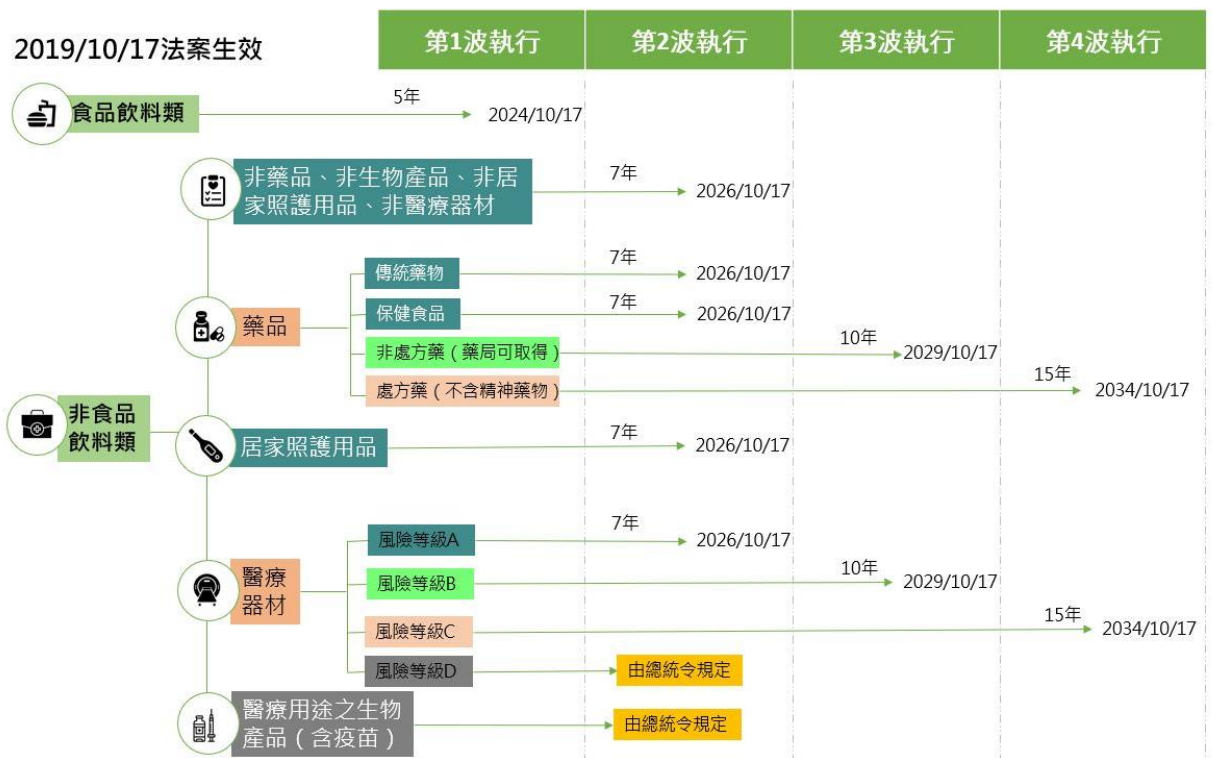 2019/10/17法案生效
第1波執行
第2波執行
第3波執行
第4波執行
食品飲料類
5年
2024/10/17
非藥品、非生物產品、非居
家照護用品、非醫療器材
7年
2026/10/17
藥品
傳統藥物
7年
2026/10/17
保健食品
7年
2026/10/17
非處方藥（藥局可取得）
10年
2029/10/17
處方藥（不含精神藥物）
15年
2034/10/17
非食品
飲料類
居家照護用品
7年
2026/10/17
醫療
器材
風險等級A
7年
2026/10/17
風險等級B
10年
2029/10/17
風險等級C
15年
2034/10/17
風險等級D
由總統令規定
醫療用途之生物
產品（含疫苗）
由總統令規定